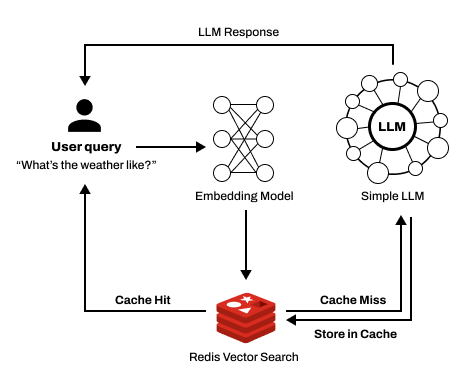 LLM Response
User query
“What’s the weather like?”
LLM
Embedding Model
Simple LLM
Cache Hit
Cache Miss
Store in Cache
Redis Vector Search